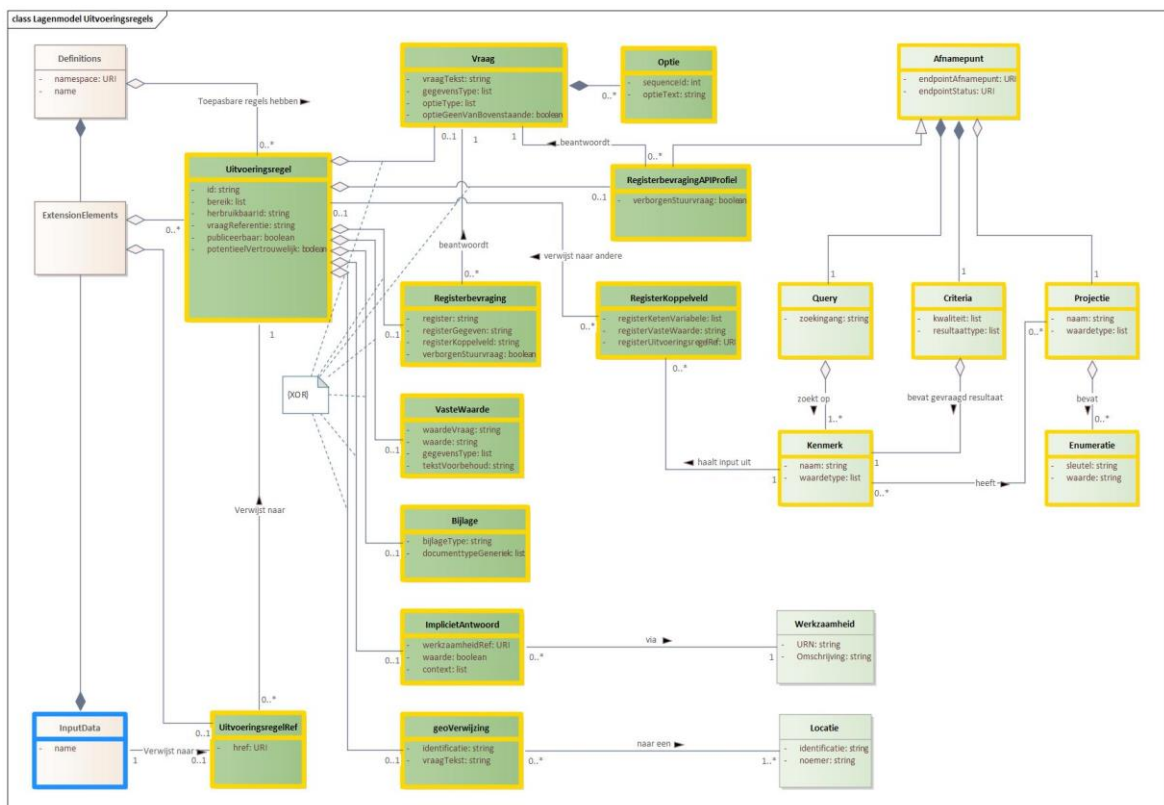 class Lagenmodel Uitvoeringsregels
Definitions
- namespace: URI
- name
Toepasbare regels hebben
0..*
Vraag
- vraagTekst: string
- gegevensType: list
- optieType: list
- optieGeenVanBovenstaande: boolean
0..1
1
1
0..*
Optie
- sequenceId: int
- optieText: string
Afnamepunt
- endpointAfnamepunt: URI
- endpointStatus: URI
beantwoordt
0..*
Uitvoeringsregel
- id: string
- bereik: list
- herbruikbaarId: string
- vraagReferentie: string
- publiceerbaar: boolean
- potentieelVertrouwelijk: boolean
RegisterbevragingAPIProfiel
- verborgenStuurvraag: boolean
0..1
0..1
ExtensionElements
0..*
beantwoordt
verwijst naar andere
0..*
1
1
1
Registerbevraging
- register: string
- registerGegeven: string
- registerKoppelveld: string
- verborgenStuurvraag: boolean
0..1
RegisterKoppelveld
- registerKetenVariabele: list
- registerVasteWaarde: string
- registerUitvoeringsregelRef: URI
0..*
0..*
Query
- zoekingang: string
Criteria
- kwaliteit: list
- resultaattype: list
Projectie
- naam: string
- waardetype: list
0..*
1
{XOR}
zoekt op
1..*
bevat gevraagd resultaat
bevat
0..*
VasteWaarde
- waardeVraag: string
- waarde: string
- gegevensType: list
- tekstVoorbehoud: string
0..1
Kenmerk
- naam: string
- waardetype: list
haalt input uit
1
1
0..*
heeft
Enumeratie
- sleutel: string
- waarde: string
Verwijst naar
Bijlage
- bijlageType: string
- documenttypeGeneriek: list
0..1
ImplicietAntwoord
- werkzaamheidRef: URI
- waarde: boolean
- context: list
0..1
0..*
via
1
Werkzaamheid
- URN: string
- Omschrijving: string
0..*
InputData
- name
1
Verwijst naar
0..1
0..1
UitvoeringsregelRef
- href: URI
geoVerwijzing
- identificatie: string
- vraagTekst: string
0..1
0..*
naar een
1..*
Locatie
- identificatie: string
- noemer: string